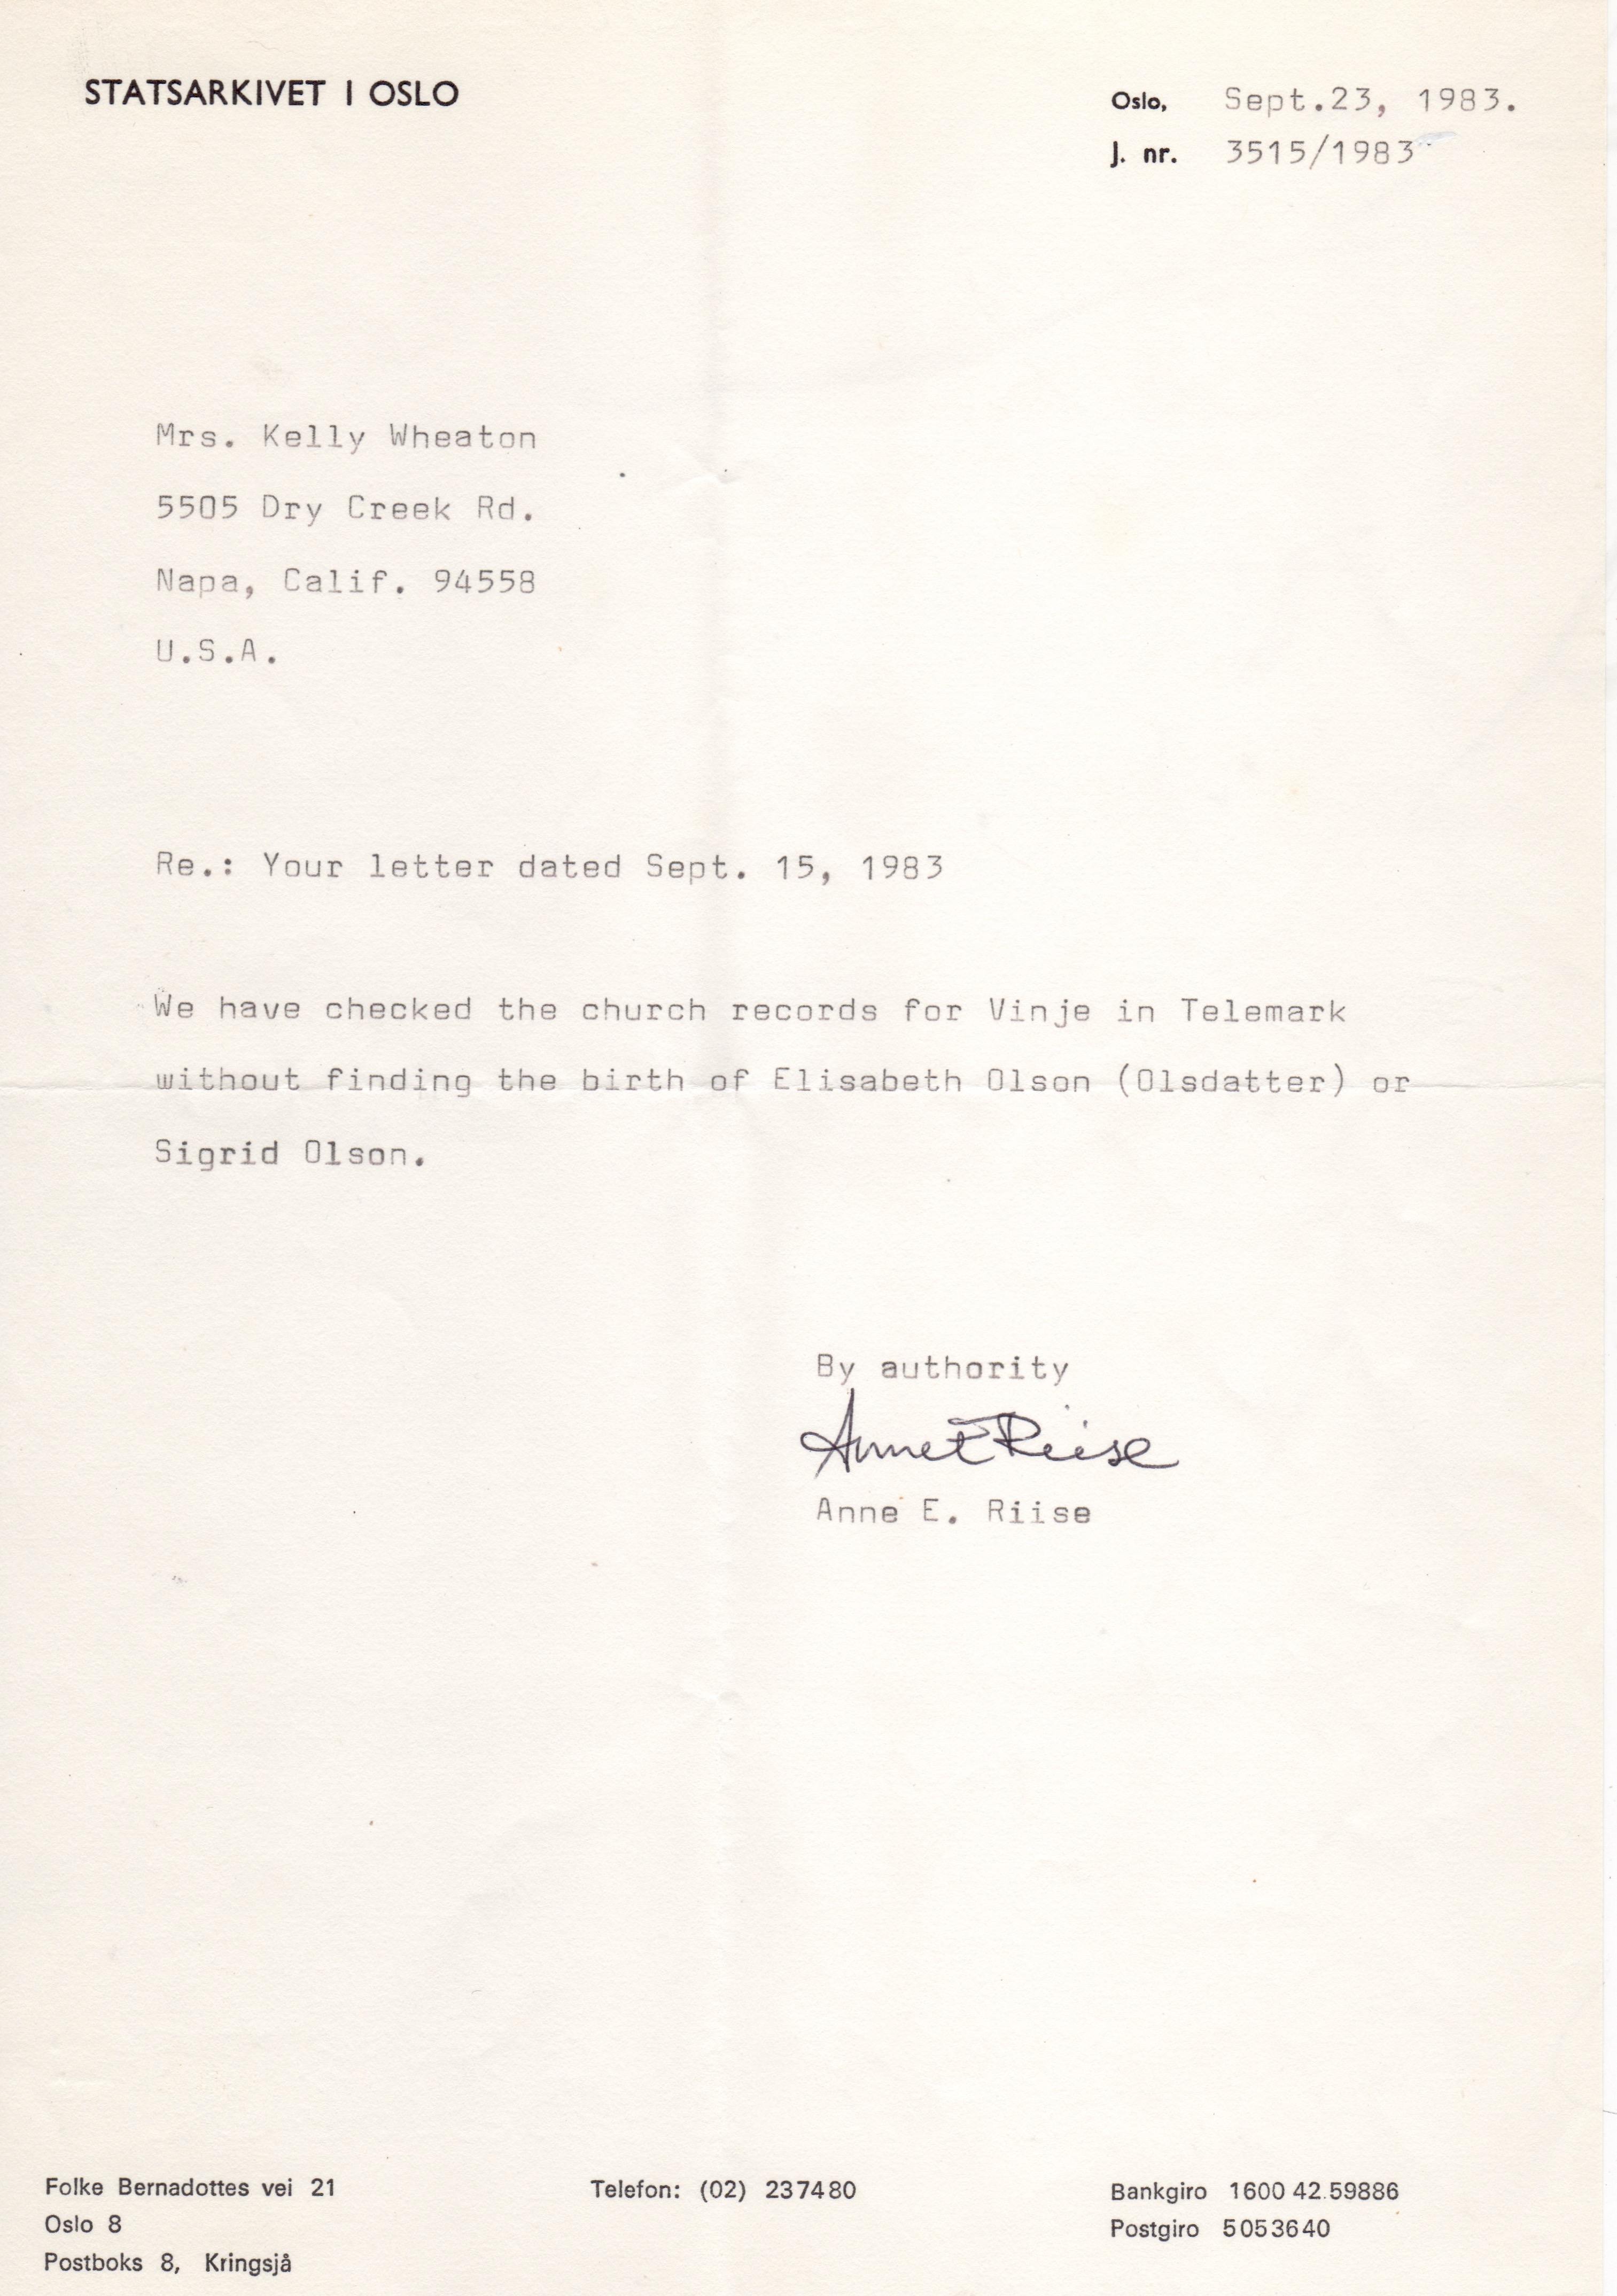 STATSARKIVET I OSLO
Oslo, Sept.23, 1983.
J. nr. 3515/1983
Mrs. Kelly Wheaton
5505 Dry Creek Rd.
Napa, Calif. 94558
U.S.A.
Re.: Your letter dated Sept. 15, 1983
We have checked the church records for Vinje in Telemark
without finding the birth of Elisabeth Olson (Olsdatter) or
Sigrid Olson.
By authority
Anne E Riise
Anne E. Riise
Folke Bernadottes vei 21
Oslo 8
Postboks 8, Kringsjå
Telefon: (02) 237480
Bankgiro 1600 42.59886
Postgiro 5053640